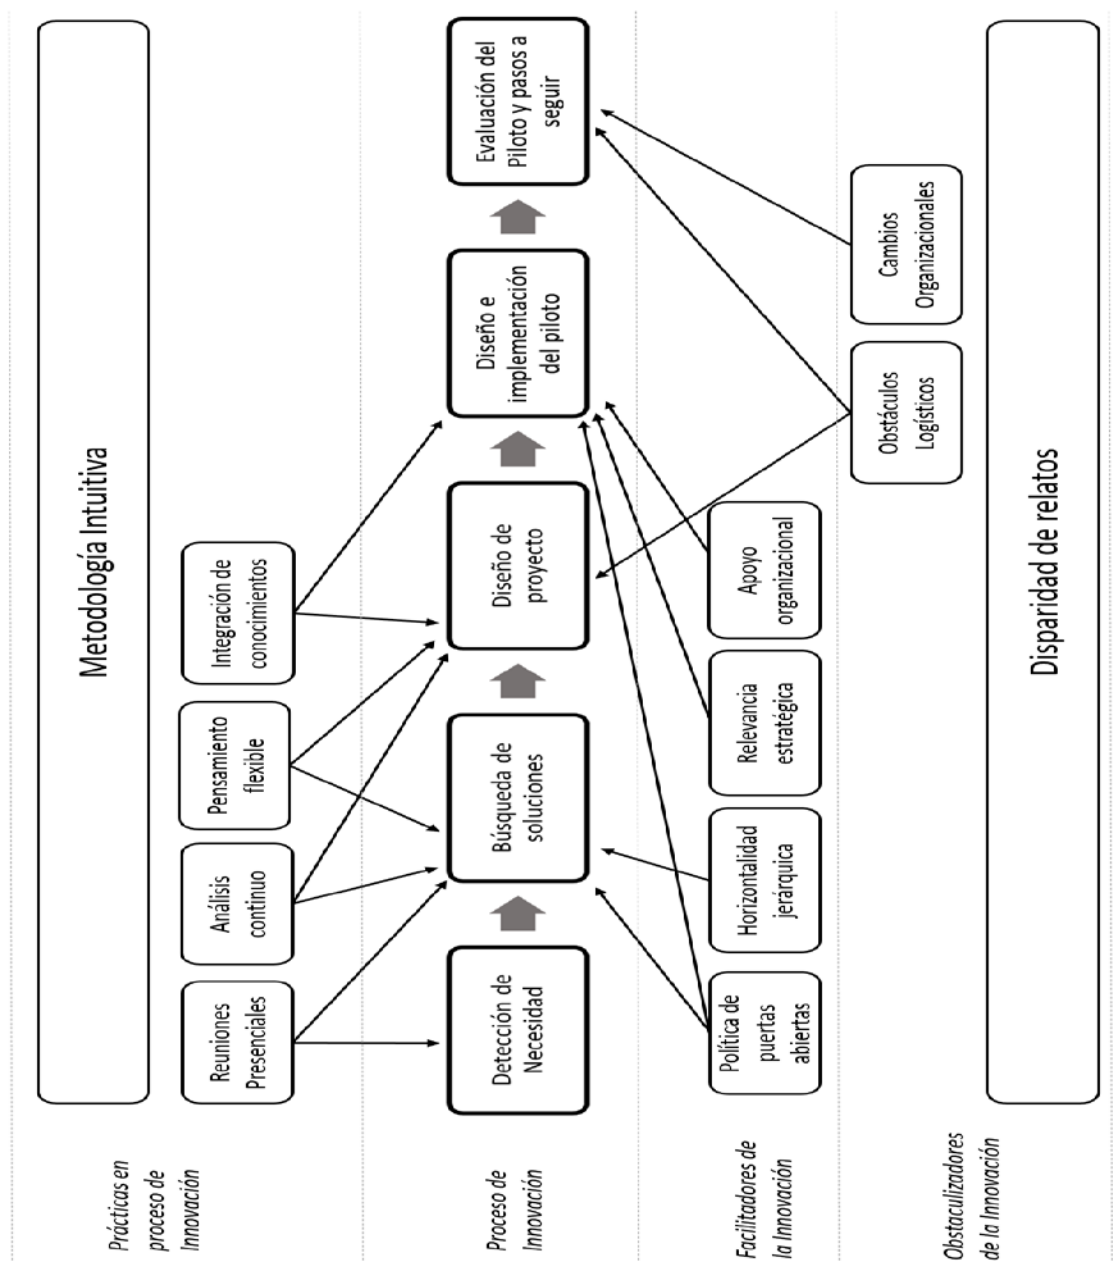 Prácticas en
proceso de
Innovación
Metodología Intuitiva
Reuniones
Presenciales
Análisis
continuo
Pensamiento
flexible
Integración de
conocimientos
Proceso de
Innovación
Detección de
Necesidad
Búsqueda de
soluciones
Diseño de
proyecto
Diseño e
implementación
del piloto
Evaluación del
Piloto y pasos a
seguir
Facilitadores de
la Innovación
Política de
puertas
abiertas
Horizontalidad
jerárquica
Relevancia
estratégica
Apoyo
organizacional
Obstaculizadores
de la Innovación
Obstáculos
Logísticos
Cambios
Organizacionales
Disparidad de relatos